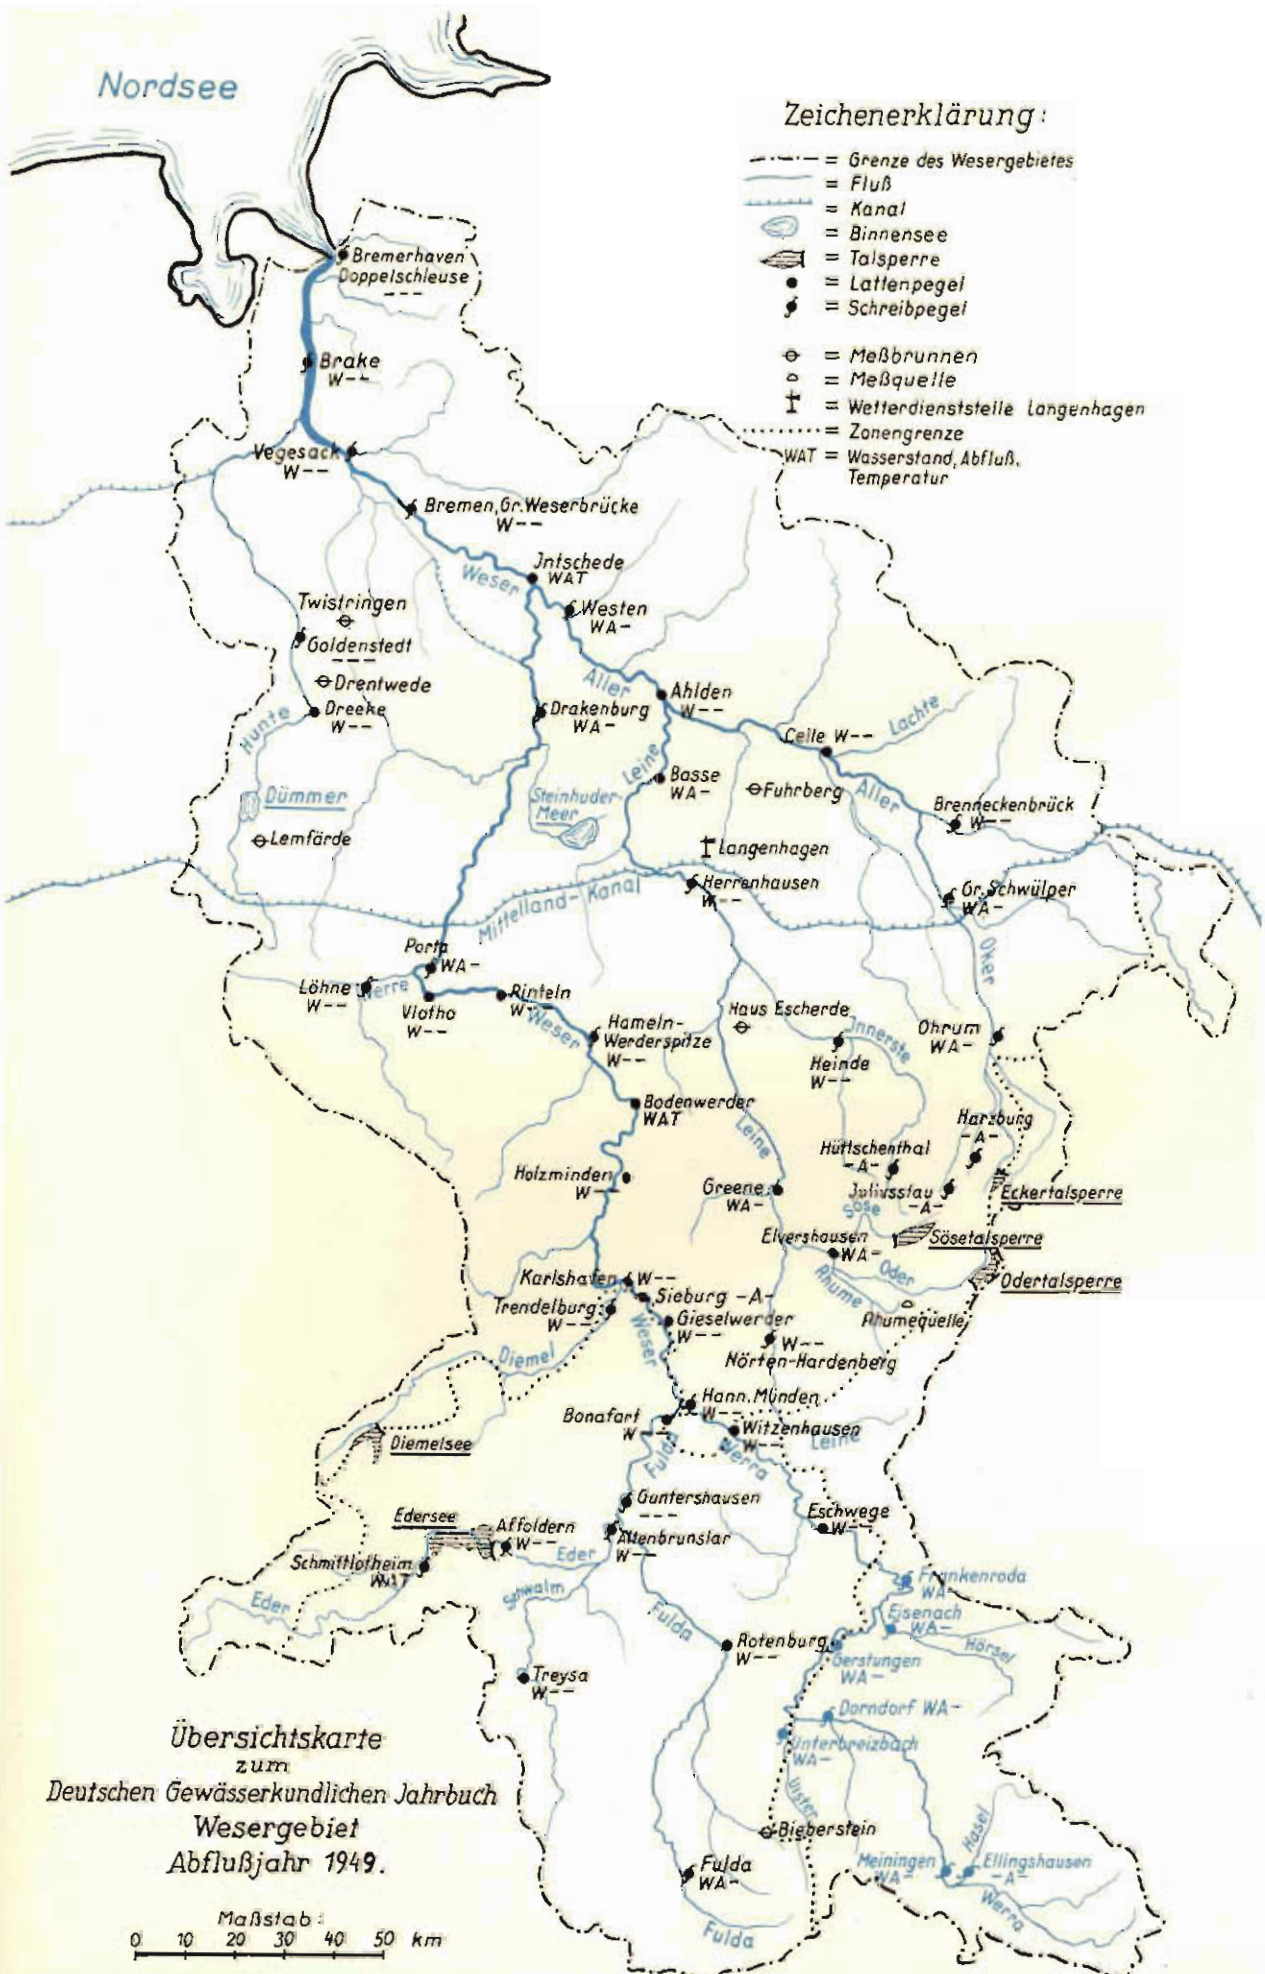 Nordsee
Zeichenerklärung:
= Grenze des Wesergebietes
= Fluß
= Kanal
= Binnensee
= Talsperre
= Lattenpegel
= Schreibpegel
= Meßbrunnen
= Meßquelle
= Wetterdienststelle Langenhagen
= Zonengrenze
WAT = Wasserstand, Abfluß,
Temperatur
Bremerhaven
Doppelschleuse
---
Brake
W--
Vegesack
W--
Bremen, Gr. Weserbrücke
W--
Weser
Jntschede
WAT
Westen
WA-
Twistringen
Goldenstedt
---
Drentwede
Dreeke
W--
Hunte
Aller
Ahlden
W--
Drakenburg
WA-
Lachte
Celle W--
Leine
Basse
WA-
Fuhrberg
Aller
Brenneckenbrück
W--
Dümmer
Steinhuder-
Meer
Lemförde
Langenhagen
Herrenhausen
W--
Gr. Schwülper
WA-
Mittelland-Kanal
Oker
Porta
WA-
Löhne
W--
Werre
Vlotho
W--
Rinteln
W--
Weser
Hameln-
Werderspitze
W--
Haus Escherde
Innerste
Heinde
W--
Ohrum
WA-
Bodenwerder
WAT
Leine
Harzburg
-A-
Hüttschenthal
-A-
Holzminden
W--
Greene
WA-
Juliusstau
-A-
Eckertalsperre
Söse
Elvershausen
WA-
Sösetalsperre
Oder
Odertalsperre
Rhume
Rhumequelle
Karlshafen W--
Sieburg -A-
Trendelburg
W--
Gieselwerder
W--
Weser
W--
Nörten-Hardenberg
Diemel
Hann. Münden
W--
Bonafort
W--
Witzenhausen
W--
Leine
Diemelsee
Fulda
Werra
Guntershausen
---
Eschwege
W--
Edersee
Affoldern
W--
Altenbrunslar
W--
Eder
Schmittlotheim
WAT
Schwalm
Eder
Frankenroda
WA-
Eisenach
WA-
Hörsel
Fulda
Rotenburg
W--
Gerstungen
WA-
Treysa
W--
Dorndorf WA-
Unterbreizbach
WA-
Ulster
Bieberstein
Hasel
Meiningen
WA-
Ellingshausen
-A-
Werra
Fulda
WA-
Fulda
Übersichtskarte
zum
Deutschen Gewässerkundlichen Jahrbuch
Wesergebiet
Abflußjahr 1949.
Maßstab:
0 10 20 30 40 50 km